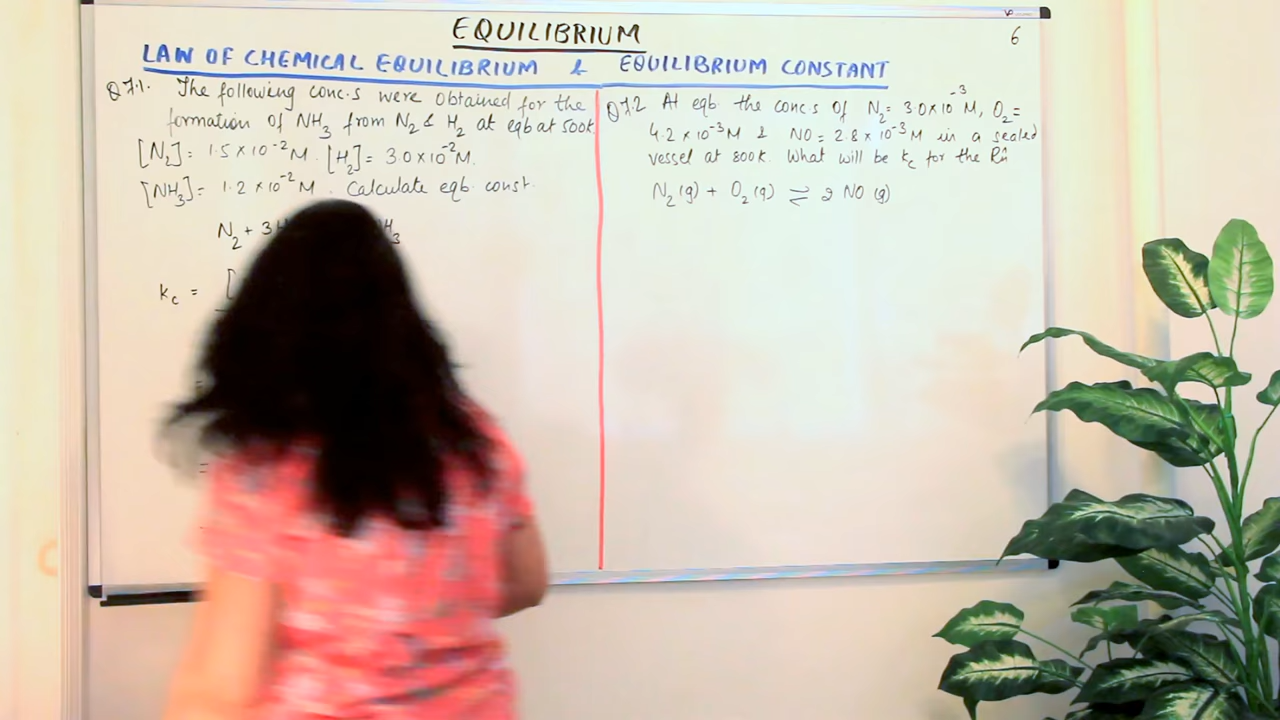 EQUILIBRIUM
6
LAW OF CHEMICAL EQUILIBRIUM & EQUILIBRIUM CONSTANT
Q 7.1. The following conc.s were obtained for the
formation of NH₃ from N₂ & H₂ at eqb at 500K.
[N₂] = 1.5 × 10⁻² M. [H₂] = 3.0 × 10⁻² M.
[NH₃] = 1.2 × 10⁻² M. Calculate eqb. const.
N₂ + 3H
H₃
Kc = [
=
=
Q 7.2 At eqb the conc.s of N₂ = 3.0 × 10⁻³ M, O₂ =
4.2 × 10⁻³ M & NO = 2.8 × 10⁻³ M in a sealed
vessel at 800K. What will be Kc for the
N₂(g) + O₂(g) ⇌ 2 NO (g)